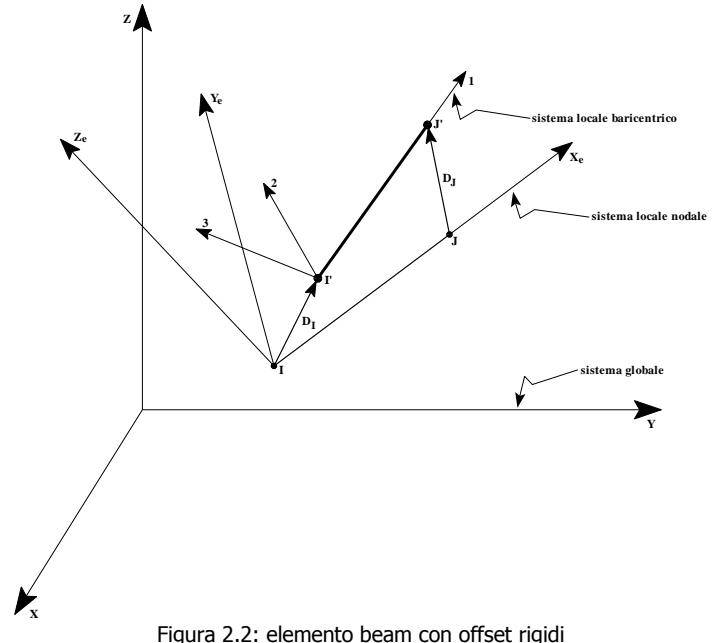 Z
1
Y_e
J'
sistema locale baricentrico
Z_e
X_e
D_J
2
sistema locale nodale
3
J
I'
D_I
I
sistema globale
Y
X
Figura 2.2: elemento beam con offset rigidi